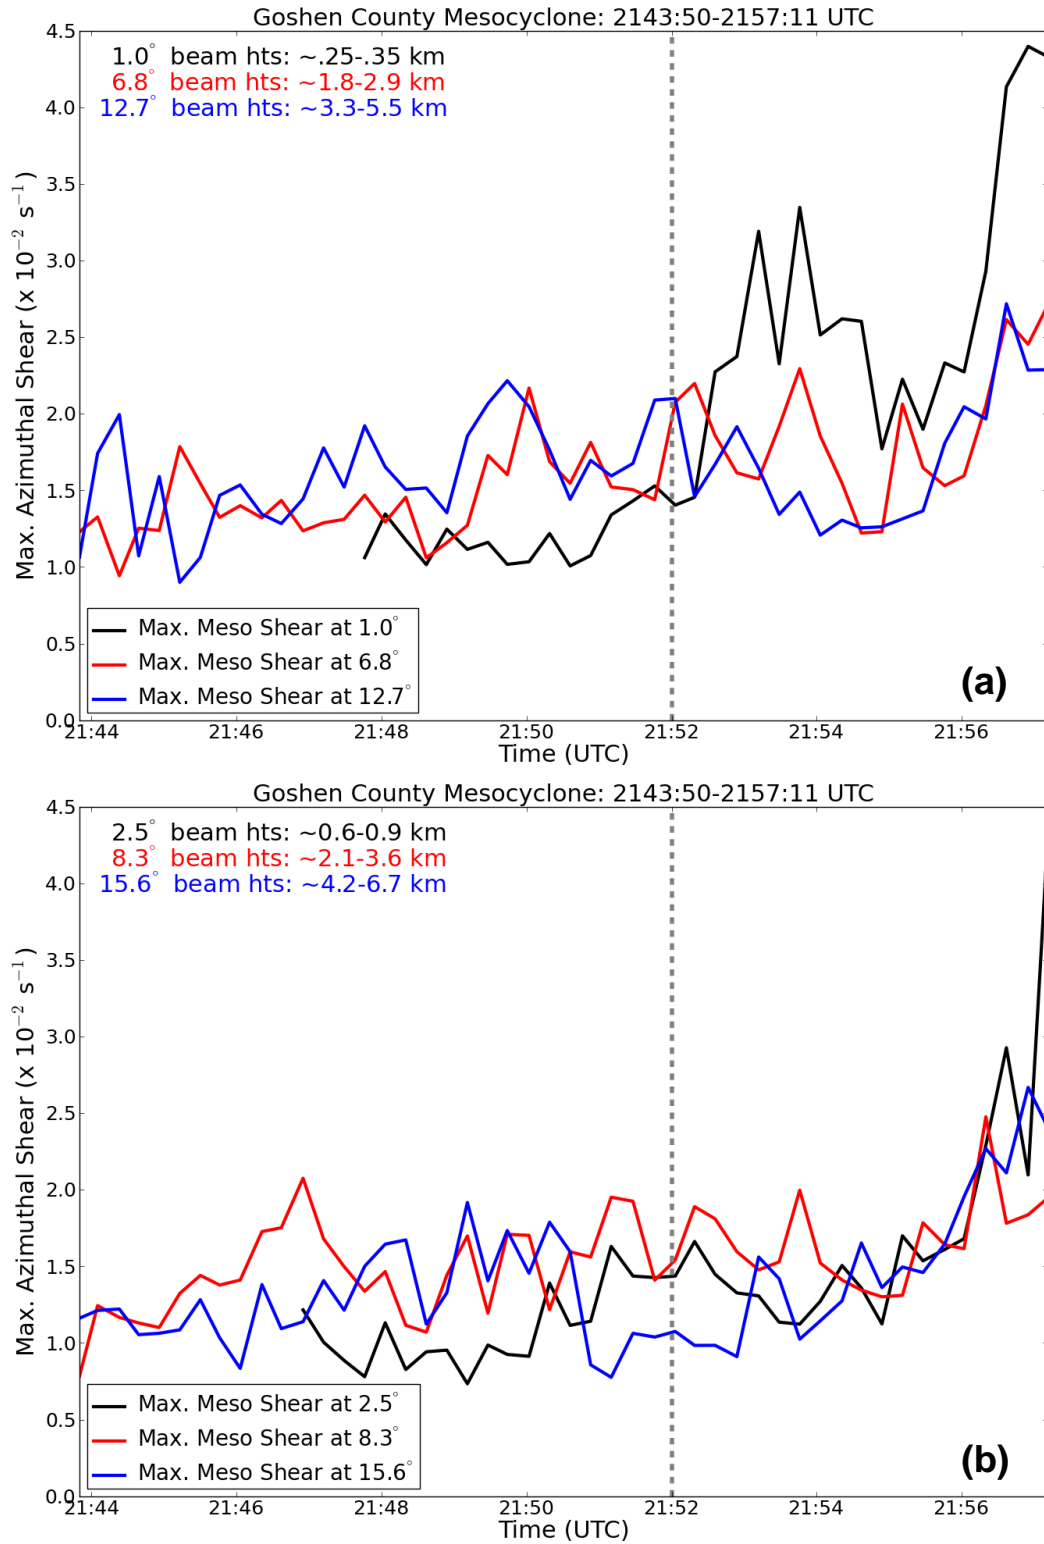 Goshen County Mesocyclone: 2143:50-2157:11 UTC
1.0° beam hts: ~.25-.35 km
6.8° beam hts: ~1.8-2.9 km
12.7° beam hts: ~3.3-5.5 km
Max. Azimuthal Shear (x 10⁻² s⁻¹)
4.5
4.0
3.5
3.0
2.5
2.0
1.5
1.0
0.5
0.0
Max. Meso Shear at 1.0°
Max. Meso Shear at 6.8°
Max. Meso Shear at 12.7°
(a)
21:44 21:46 21:48 21:50 21:52 21:54 21:56
Time (UTC)
Goshen County Mesocyclone: 2143:50-2157:11 UTC
2.5° beam hts: ~0.6-0.9 km
8.3° beam hts: ~2.1-3.6 km
15.6° beam hts: ~4.2-6.7 km
Max. Azimuthal Shear (x 10⁻² s⁻¹)
4.5
4.0
3.5
3.0
2.5
2.0
1.5
1.0
0.5
0.0
Max. Meso Shear at 2.5°
Max. Meso Shear at 8.3°
Max. Meso Shear at 15.6°
(b)
21:44 21:46 21:48 21:50 21:52 21:54 21:56
Time (UTC)